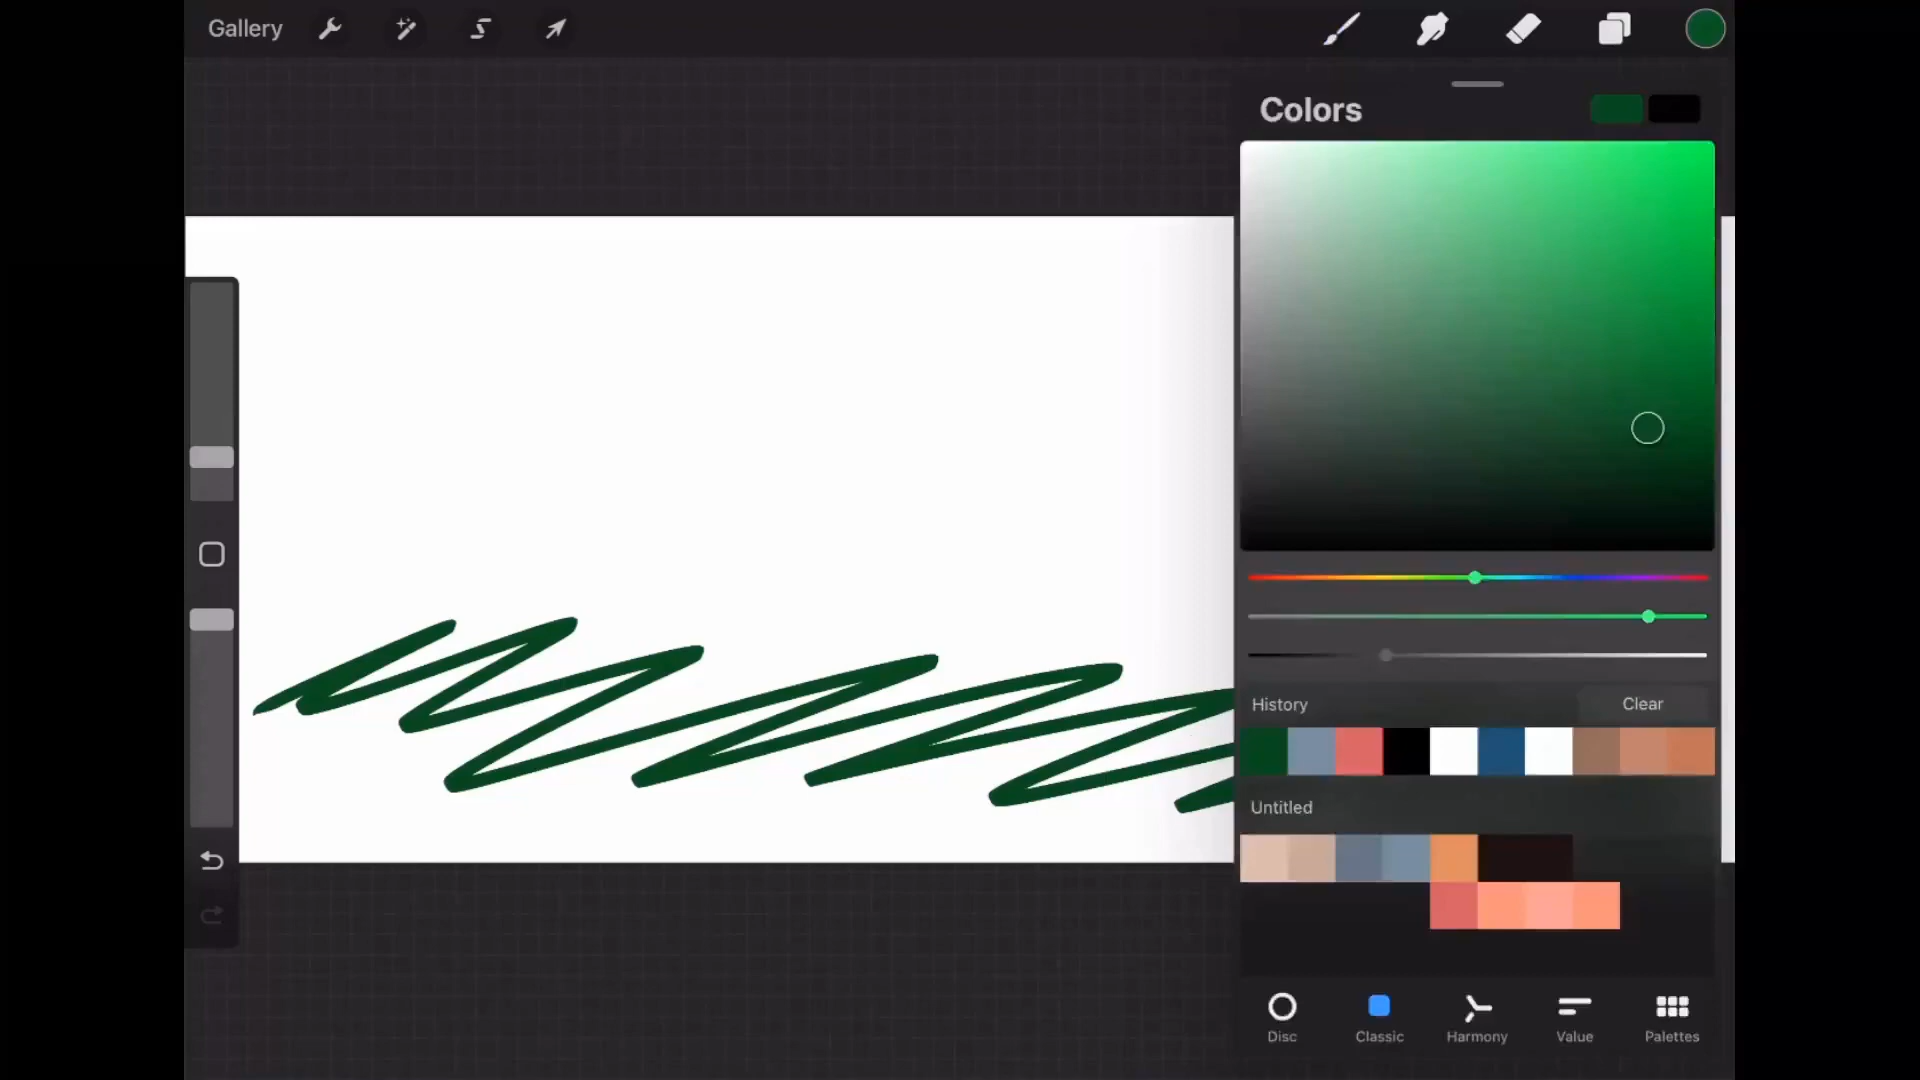 Gallery
Colors
History Clear
Untitled
Disc Classic Harmony Value Palettes